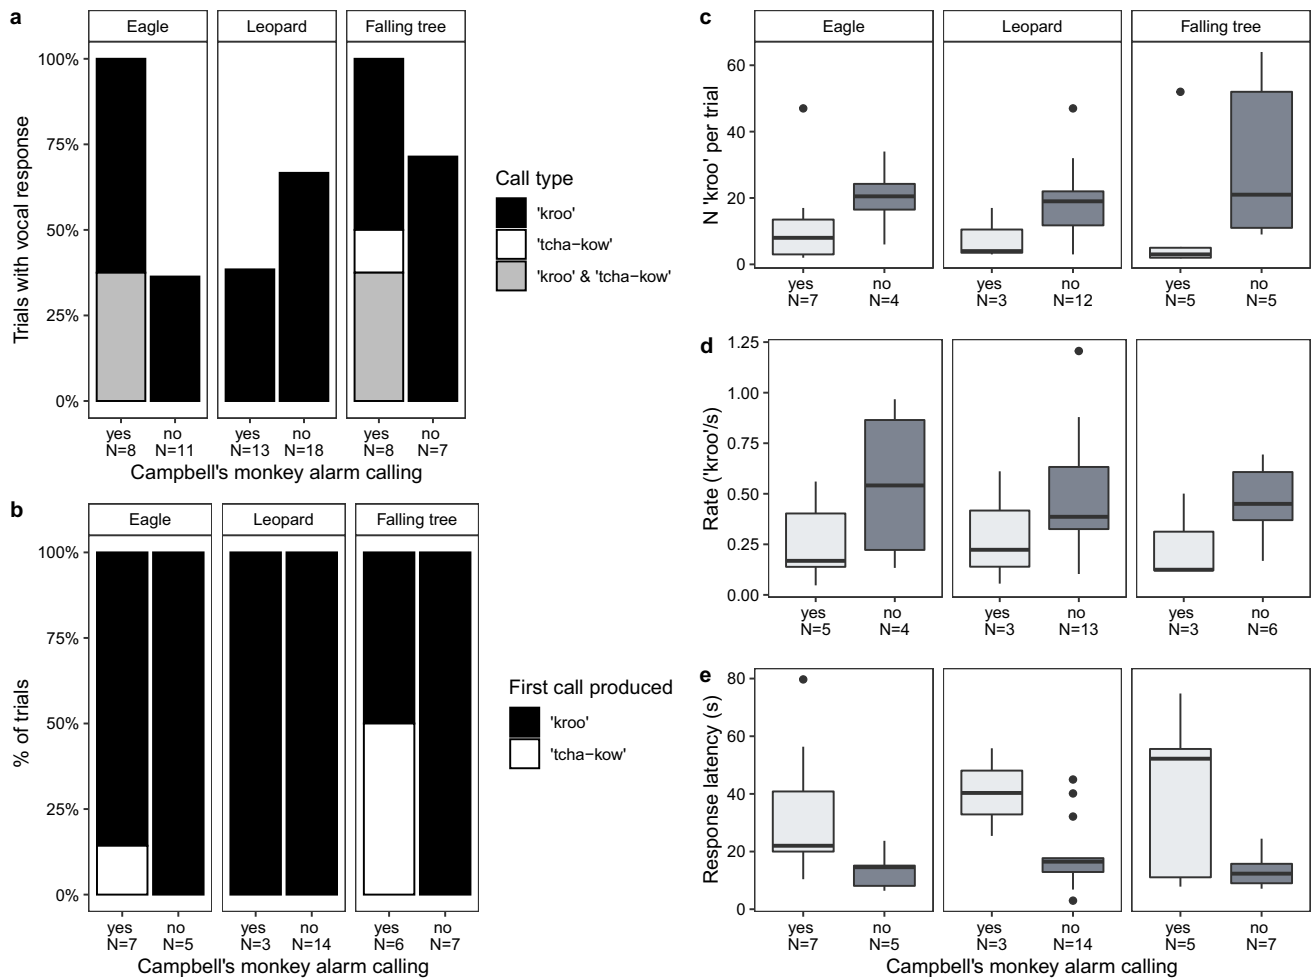 a
Eagle Leopard Falling tree
100%
75%
50%
25%
0%
Trials with vocal response
yes no yes no yes no
N=8 N=11 N=13 N=18 N=8 N=7
Campbell's monkey alarm calling
Call type
'kroo'
'tcha−kow'
'kroo' & 'tcha−kow'
b
Eagle Leopard Falling tree
100%
75%
50%
25%
0%
% of trials
yes no yes no yes no
N=7 N=5 N=3 N=14 N=6 N=7
Campbell's monkey alarm calling
First call produced
'kroo'
'tcha−kow'
c
Eagle Leopard Falling tree
60
40
20
0
N 'kroo' per trial
yes no yes no yes no
N=7 N=4 N=3 N=12 N=5 N=5
d
1.25
1.00
0.75
0.50
0.25
0.00
Rate ('kroo'/s)
yes no yes no yes no
N=5 N=4 N=3 N=13 N=3 N=6
e
80
60
40
20
0
Response latency (s)
yes no yes no yes no
N=7 N=5 N=3 N=14 N=5 N=7
Campbell's monkey alarm calling